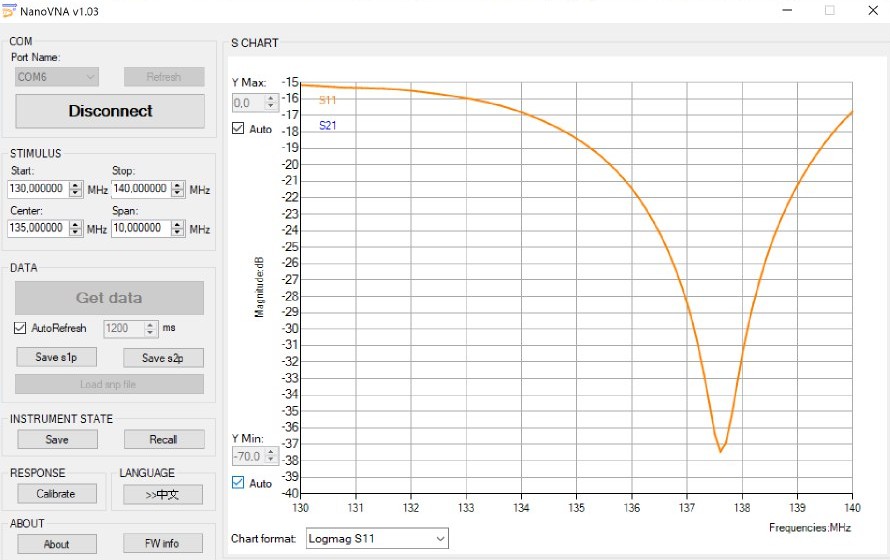 NanoVNA v1.03
COM
Port Name:
COM6
Refresh
Disconnect
STIMULUS
Start:
Stop:
130,000000 MHz 140,000000 MHz
Center:
Span:
135,000000 MHz 10,000000 MHz
DATA
Get data
AutoRefresh 1200 ms
Save s1p
Save s2p
Load snp file
INSTRUMENT STATE
Save
Recall
RESPONSE
Calibrate
LANGUAGE
>>中文
ABOUT
About
FW info
S CHART
Y Max:
0,0
Auto
S11
S21
-15
-16
-17
-18
-19
-20
-21
-22
-23
-24
-25
-26
-27
-28
-29
-30
-31
-32
-33
-34
-35
-36
-37
-38
-39
-40
Magnitude:dB
Y Min:
-70,0
Auto
130 131 132 133 134 135 136 137 138 139 140
Frequencies:MHz
Chart format: Logmag S11